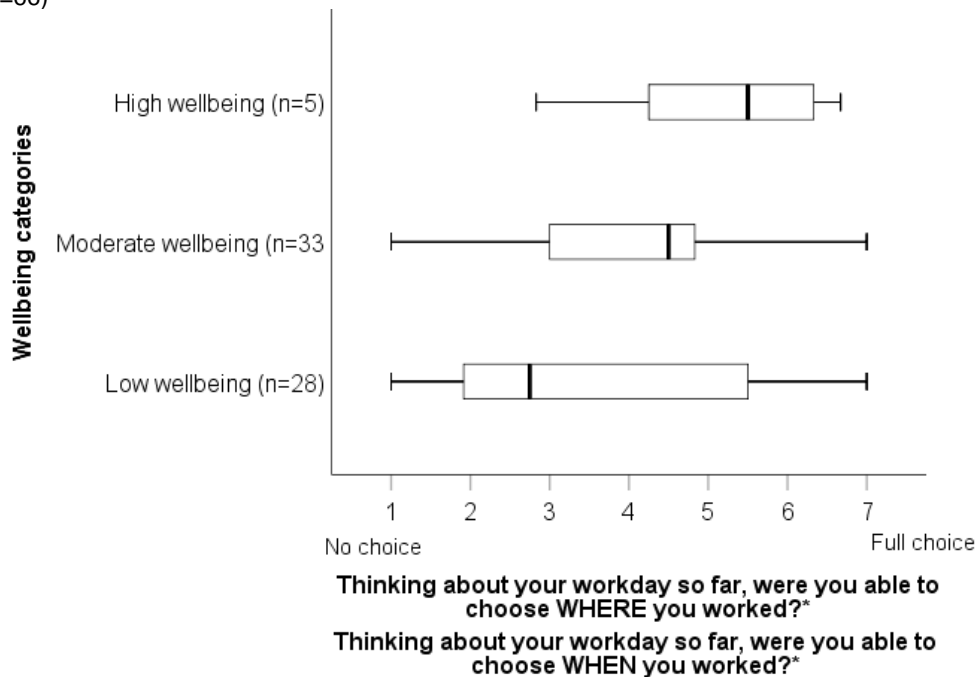 Wellbeing categories
High wellbeing (n=5)
Moderate wellbeing (n=33
Low wellbeing (n=28)
1 2 3 4 5 6 7
No choice Full choice
Thinking about your workday so far, were you able to
choose WHERE you worked?*
Thinking about your workday so far, were you able to
choose WHEN you worked?*